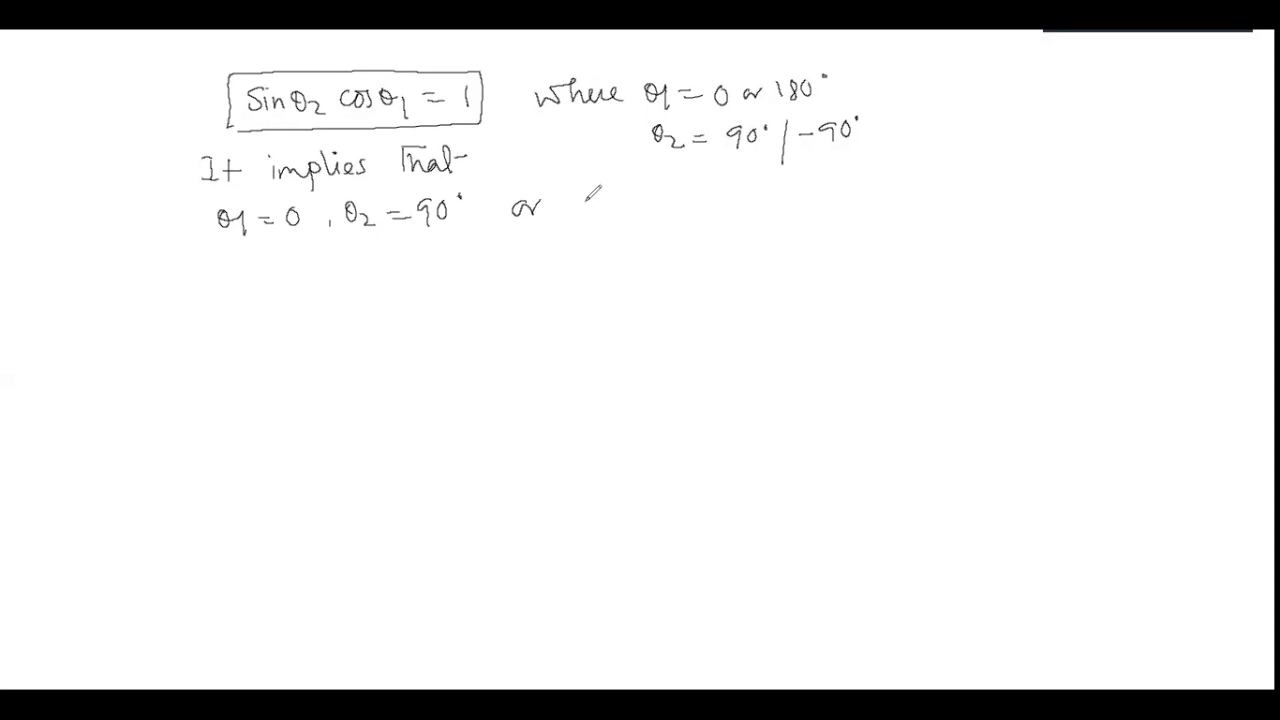 Sinθ2 cosθ1 = 1 where θ1 = 0 or 180°
θ2 = 90° / -90°
It implies That
θ1 = 0 , θ2 = 90° or